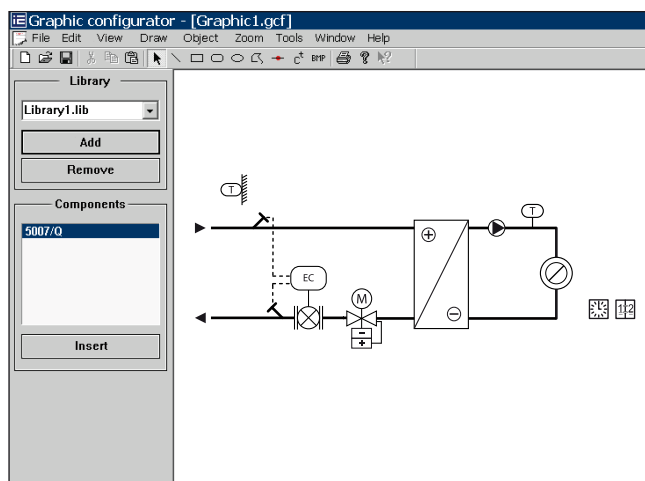 Graphic configurator - [Graphic1.gcf]
File Edit View Draw Object Zoom Tools Window Help
BMP
Library
Library1.lib
Add
Remove
Components
5007/Q
Insert
T
T
EC
M